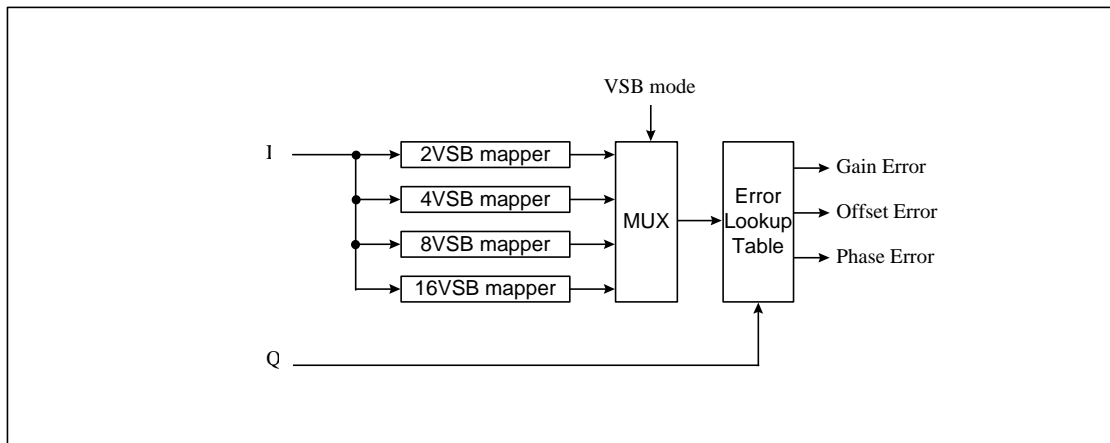 VSB mode
I
2VSB mapper
4VSB mapper
8VSB mapper
16VSB mapper
MUX
Error
Lookup
Table
Gain Error
Offset Error
Phase Error
Q